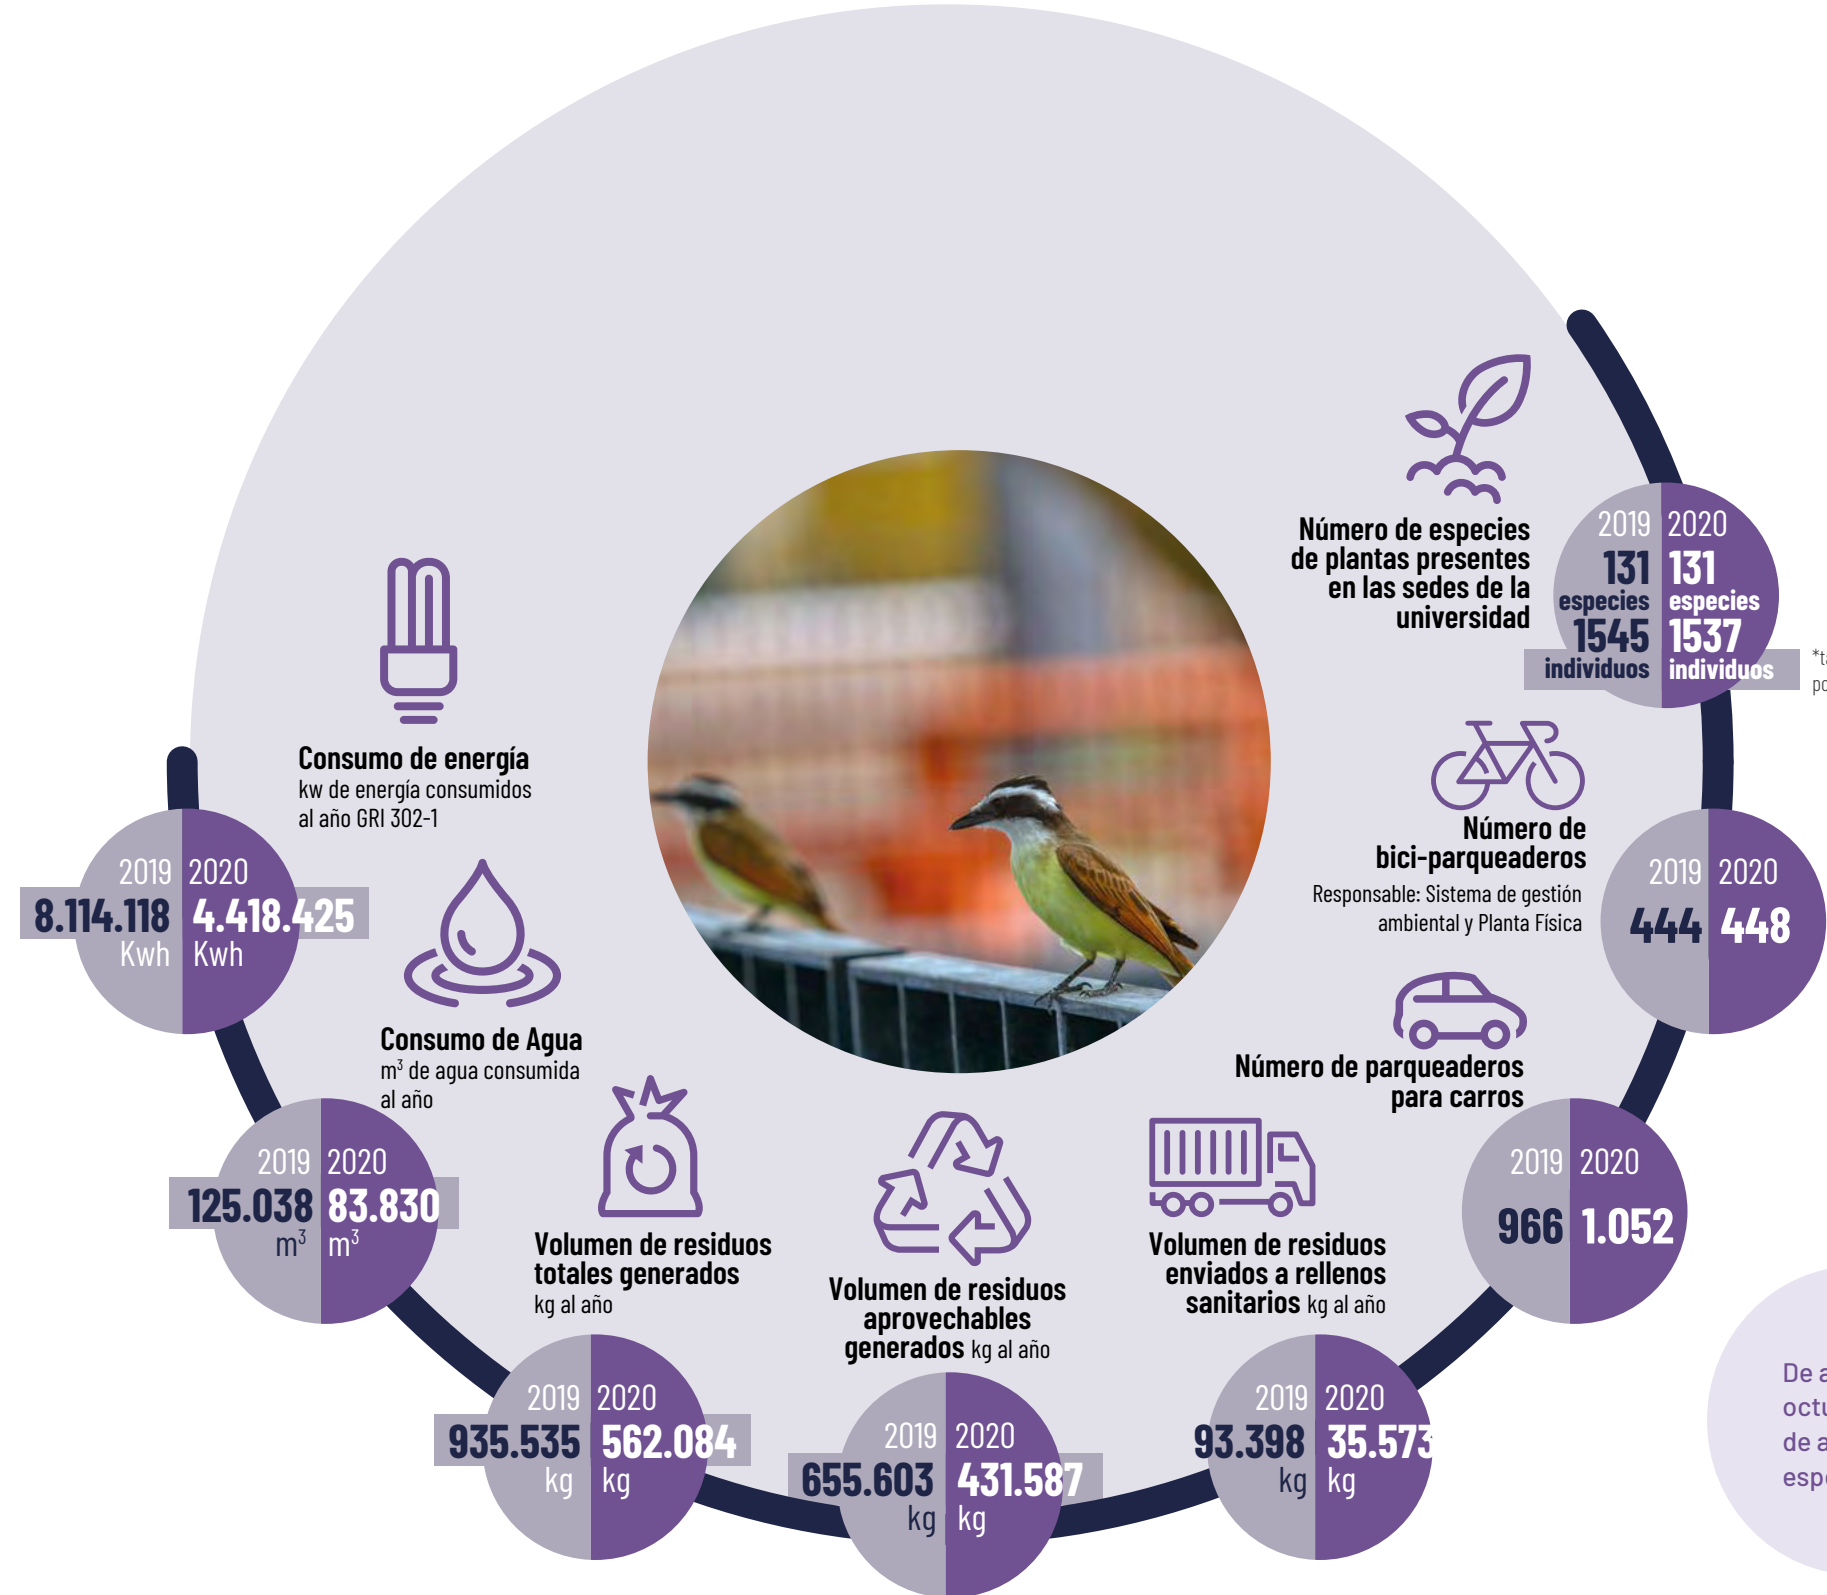 Consumo de energía
kw de energía consumidos
al año GRI 302-1
2019 2020
8.114.118 4.418.425
Kwh Kwh
Consumo de Agua
m³ de agua consumida
al año
2019 2020
125.038 83.830
m³ m³
Volumen de residuos
totales generados
kg al año
2019 2020
935.535 562.084
kg kg
Volumen de residuos
aprovechables
generados kg al año
2019 2020
655.603 431.587
kg kg
Volumen de residuos
enviados a rellenos
sanitarios kg al año
2019 2020
93.398 35.573
kg kg
Número de parqueaderos
para carros
2019 2020
966 1.052
Número de
bici-parqueaderos
Responsable: Sistema de gestión
ambiental y Planta Física
2019 2020
444 448
Número de especies
de plantas presentes
en las sedes de la
universidad
2019 2020
131 131
especies especies
1545 1537
individuos individuos
De
de